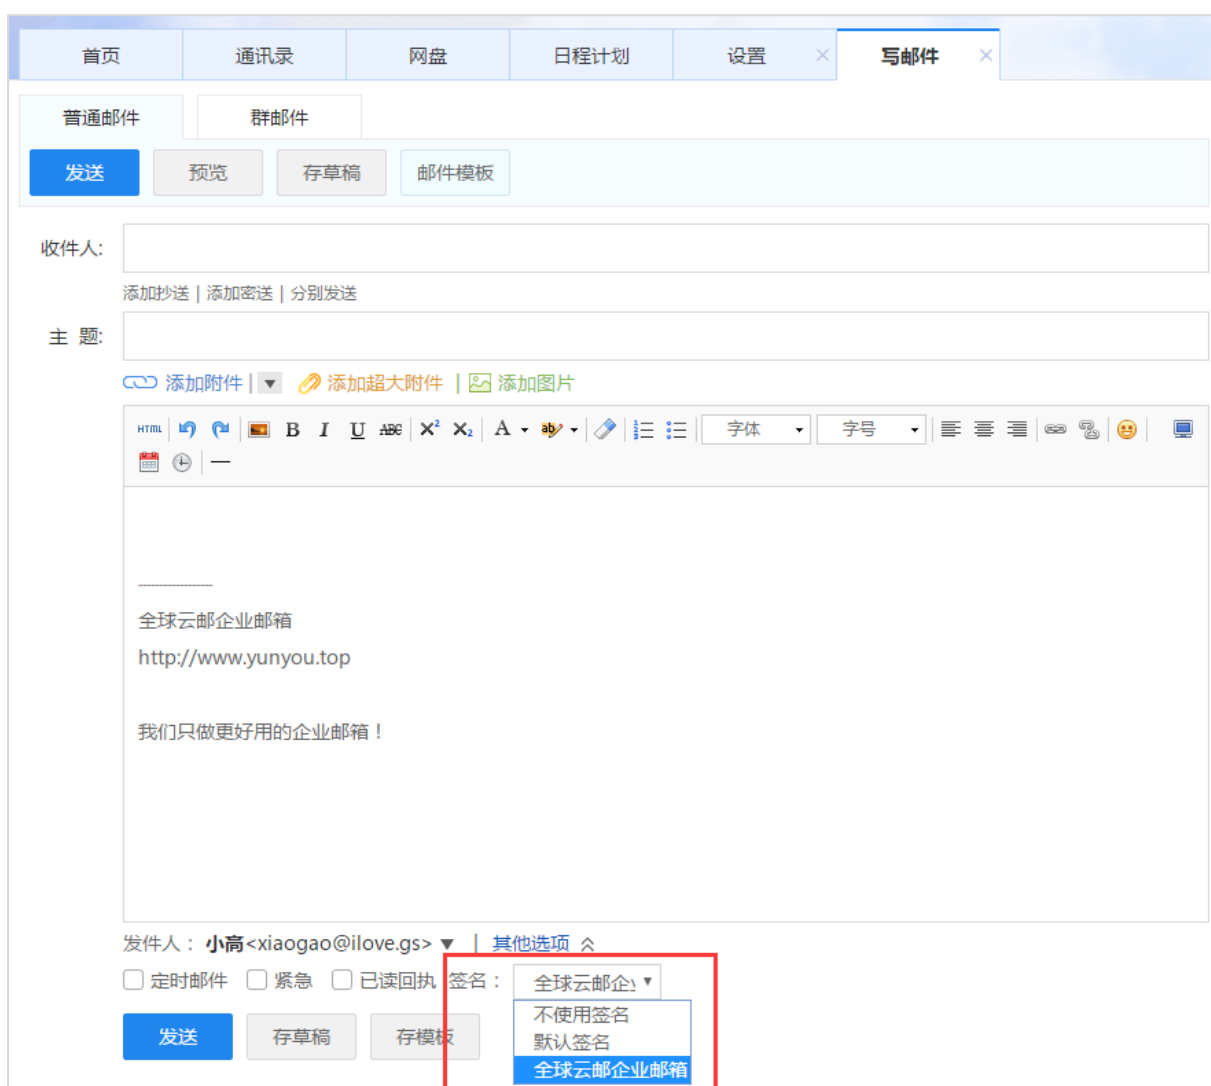 首页 通讯录 网盘 日程计划 设置 × 写邮件 ×
普通邮件 群邮件
发送 预览 存草稿 邮件模板
收件人:
添加抄送 | 添加密送 | 分别发送
主 题:
添加附件 | ▼ 添加超大附件 | 添加图片
HTML B I U ABC X² X₂ A ab 字体 字号
全球云邮企业邮箱
http://www.yunyou.top
我们只做更好用的企业邮箱！
发件人： 小高<xiaogao@ilove.gs> ▼ | 其他选项
定时邮件 紧急 已读回执 签名： 全球云邮企业 ▼
不使用签名
默认签名
全球云邮企业邮箱
发送 存草稿 存模板